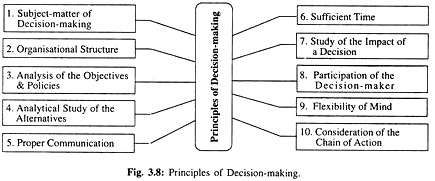 1. Subject-matter of
Decision-making
2. Organisational Structure
3. Analysis of the Objectives
& Policies
4. Analytical Study of the
Alternatives
5. Proper Communication
Principles of Decision-making
6. Sufficient Time
7. Study of the Impact of
a Decision
8. Participation of the
Decision-maker
9. Flexibility of Mind
10. Consideration of the
Chain of Action
Fig. 3.8: Principles of Decision-making.